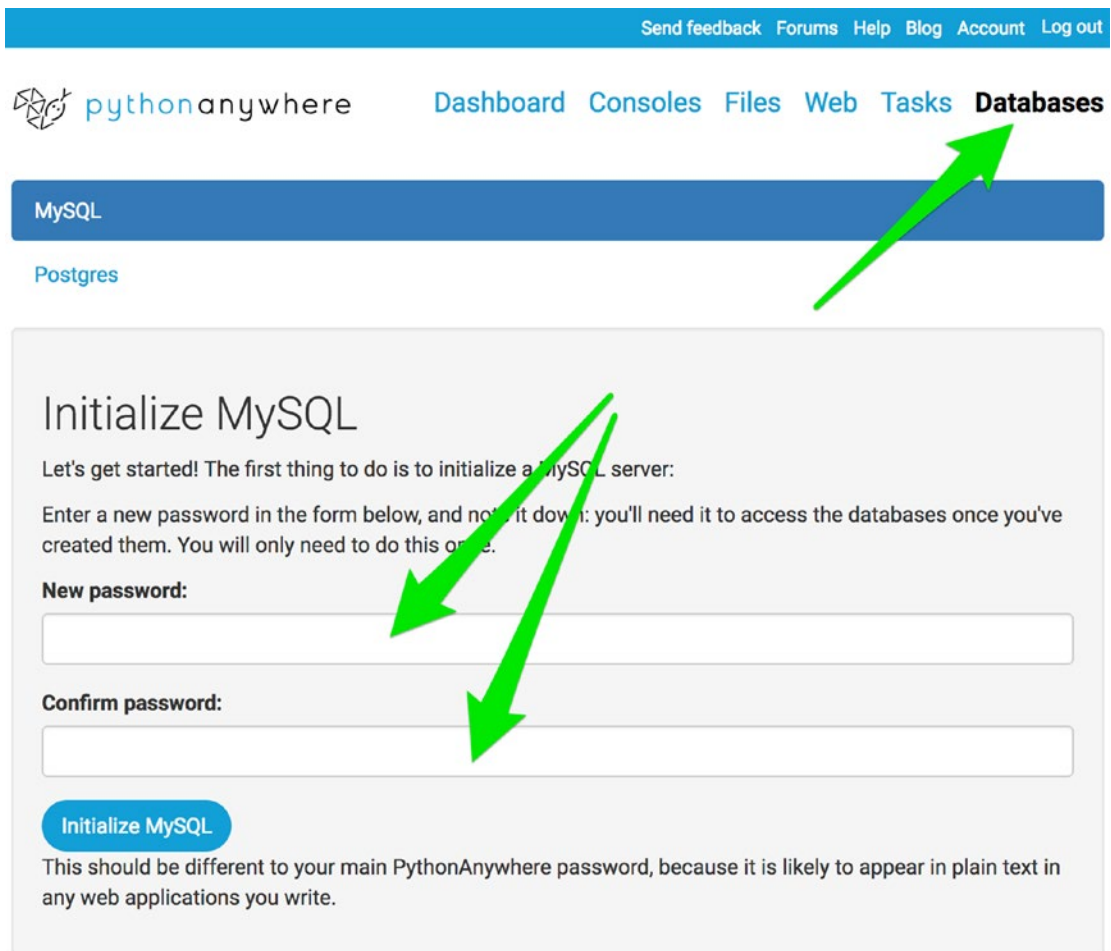 Send feedback Forums Help Blog Account Log out
pythonanywhere Dashboard Consoles Files Web Tasks Databases
MySQL
Postgres
Initialize MySQL
Let's get started! The first thing to do is to initialize a MySQL server:
Enter a new password in the form below, and note it down: you'll need it to access the databases once you've
created them. You will only need to do this once.
New password:
Confirm password:
Initialize MySQL
This should be different to your main PythonAnywhere password, because it is likely to appear in plain text in
any web applications you write.